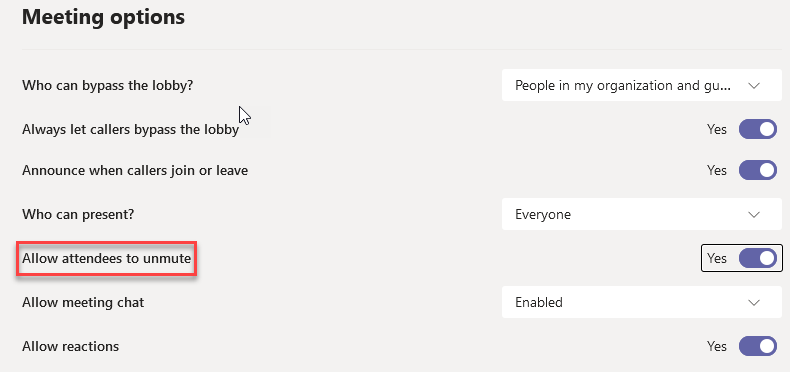 Meeting options
Who can bypass the lobby?
People in my organization and gu...
Always let callers bypass the lobby
Yes
Announce when callers join or leave
Yes
Who can present?
Everyone
Allow attendees to unmute
Yes
Allow meeting chat
Enabled
Allow reactions
Yes